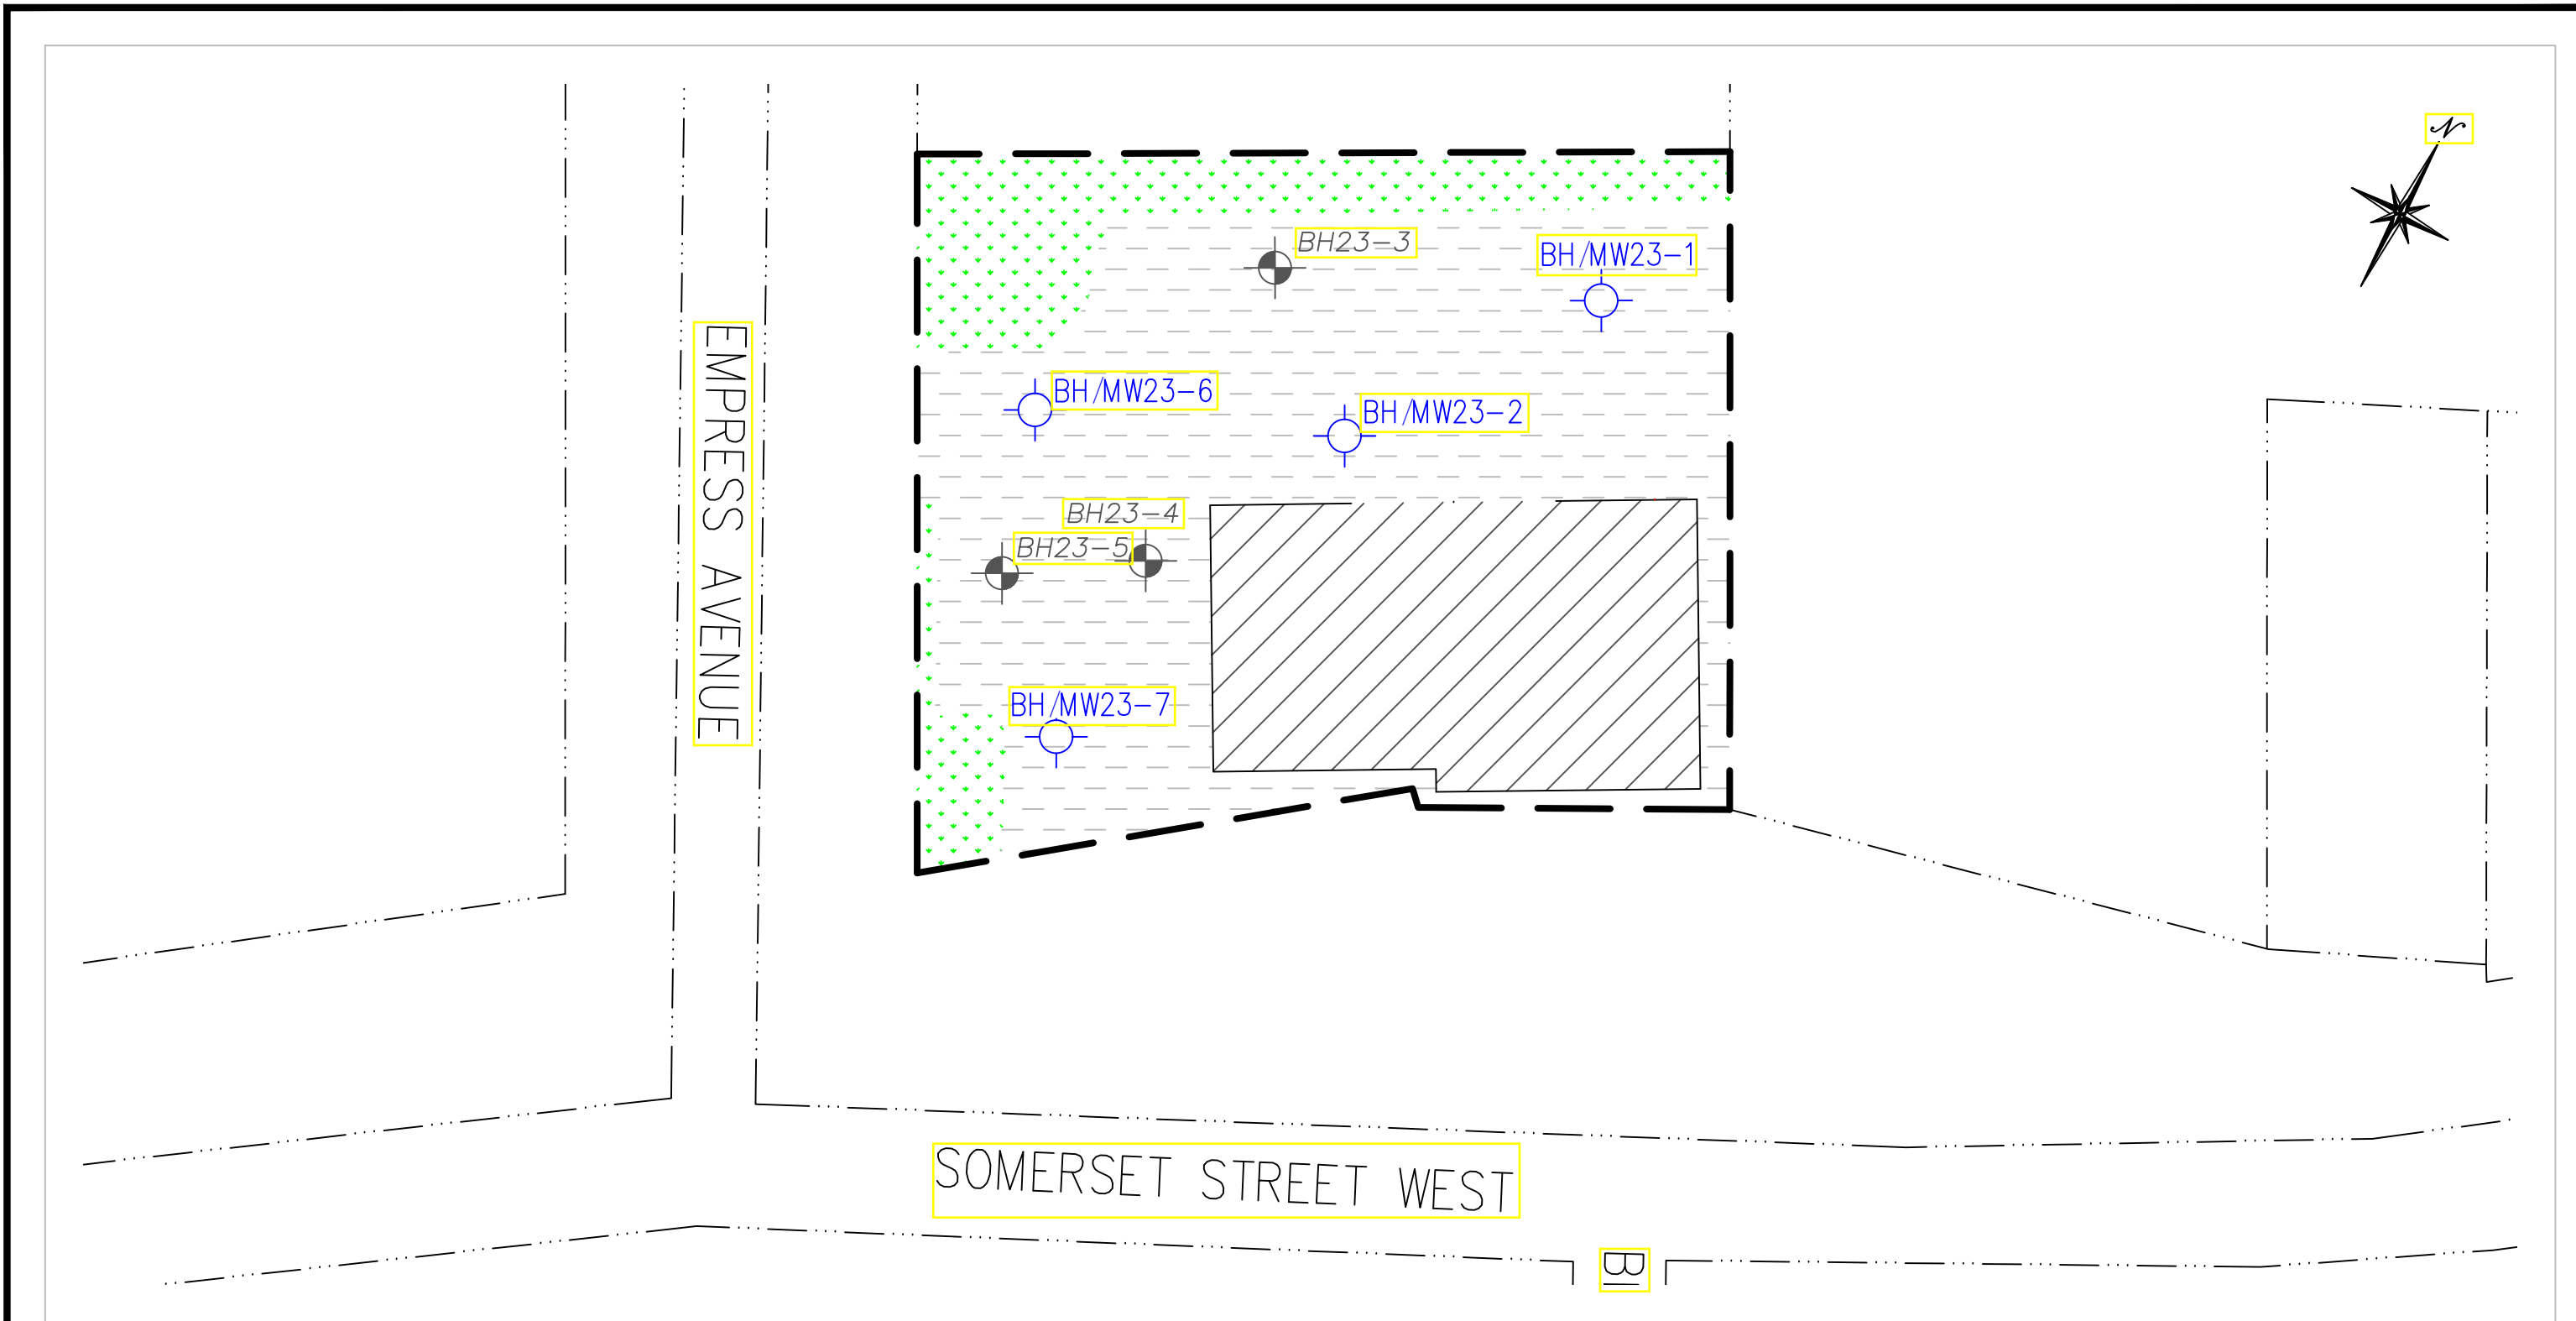 N
BH23-3
BH/MW23-1
BH/MW23-6
BH/MW23-2
EMPRESS AVENUE
BH23-4
BH23-5
BH/MW23-7
SOMERSET STREET WEST